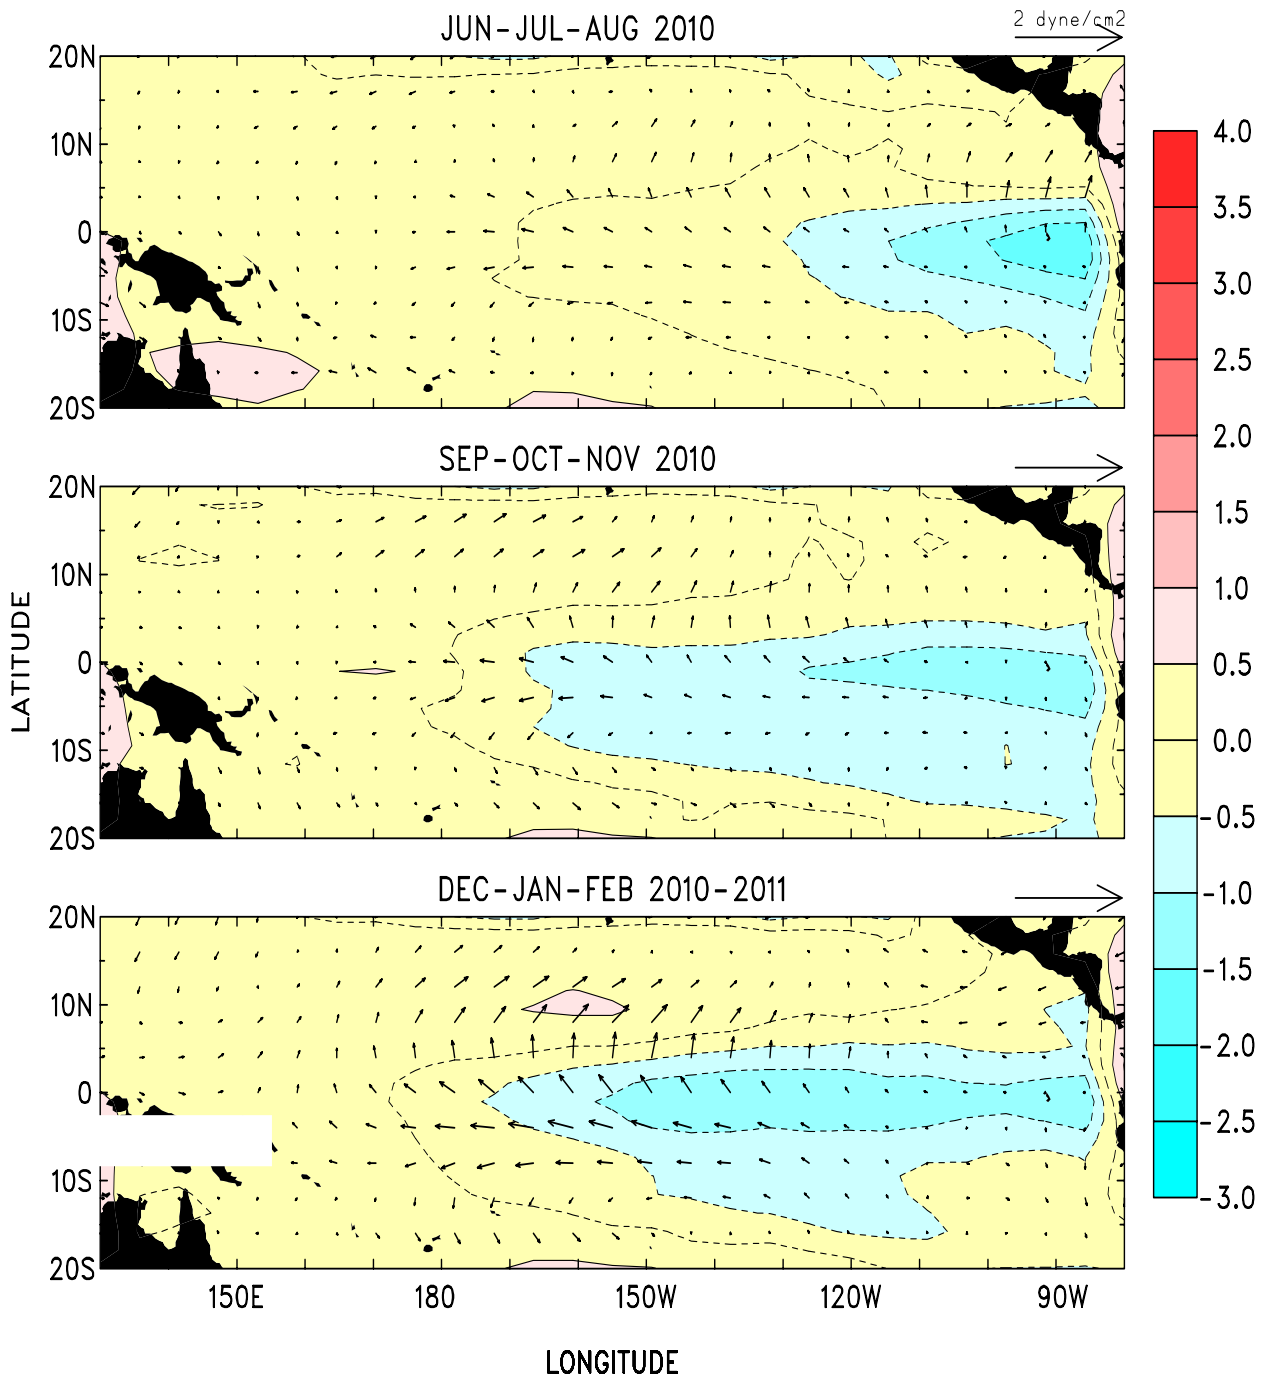 JUN-JUL-AUG 2010
2 dyne/cm2
20N
10N
0
10S
20S
SEP-OCT-NOV 2010
20N
10N
0
10S
20S
LATITUDE
DEC-JAN-FEB 2010-2011
20N
10N
0
10S
20S
150E 180 150W 120W 90W
LONGITUDE
4.0
3.5
3.0
2.5
2.0
1.5
1.0
0.5
0.0
-0.5
-1.0
-1.5
-2.0
-2.5
-3.0